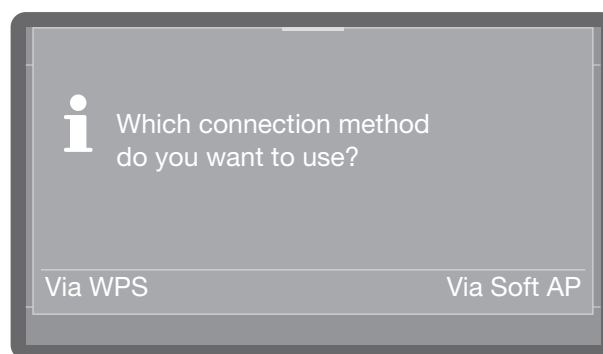 Which connection method
do you want to use?
Via WPS
Via Soft AP